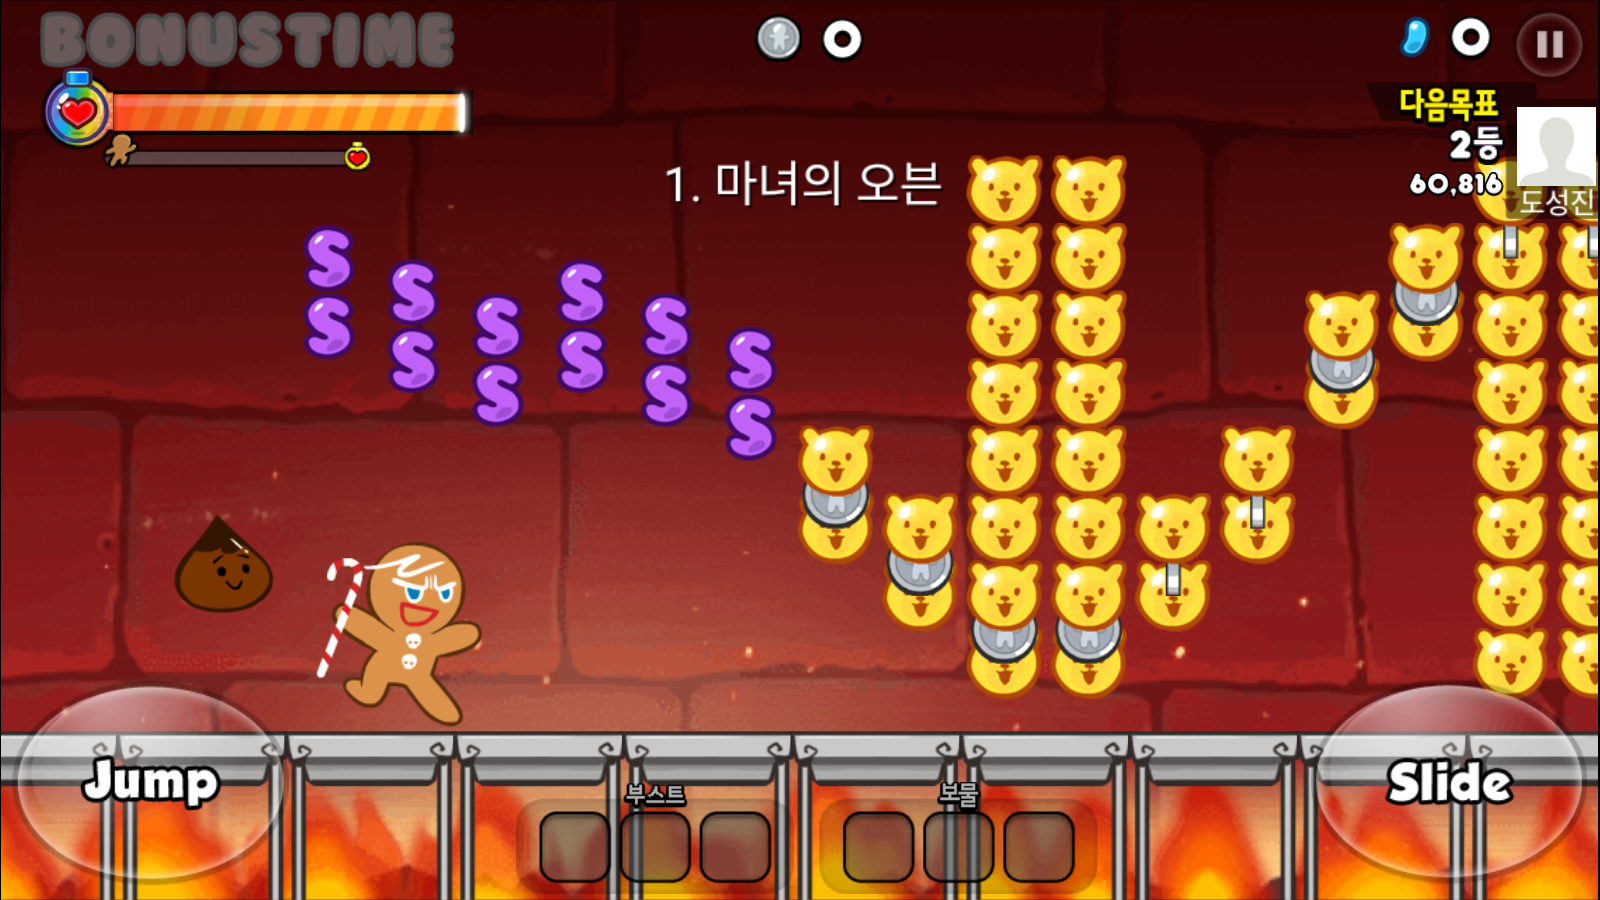 BONUSTIME
0
0
다음목표
2등
60,816
도성진
1. 마녀의 오븐
S S S S S S
S S S S S S
Jump
Slide
부스트
보물